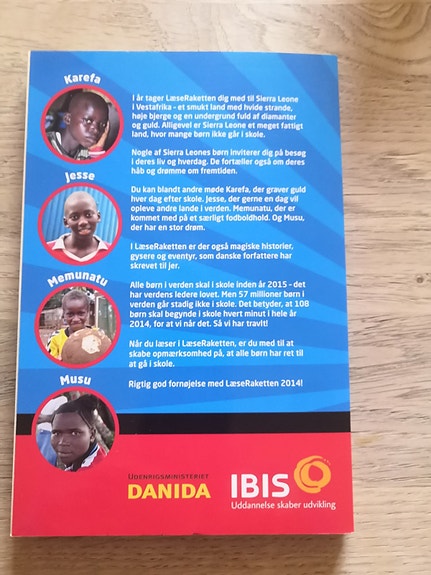 Karefa
I år tager LæseRaketten dig med til Sierra Leone
i Vestafrika - et smukt land med hvide strande,
høje bjerge og en undergrund fuld af diamanter
og guld. Alligevel er Sierra Leone et meget fattigt
land, hvor mange børn ikke går i skole.
Nogle af Sierra Leones børn inviterer dig på besøg
i deres liv og hverdag. De fortæller også om deres
håb og drømme om fremtiden.
Jesse
Du kan blandt andre møde Karefa, der graver guld
hver dag efter skole. Jesse, der gerne en dag vil
opleve andre lande i verden. Memunatu, der er
kommet med på et særligt fodboldhold. Og Musu,
der har en stor drøm.
I LæseRaketten er der også magiske historier,
gysere og eventyr, som danske forfattere har
skrevet til jer.
Memunatu
Alle børn i verden skal i skole inden år 2015 - det
har verdens ledere lovet. Men 57 millioner børn i
verden går stadig ikke i skole. Det betyder, at 108
børn skal begynde i skole hvert minut i hele år
2014, for at vi når det. Så vi har travlt!
Når du læser i LæseRaketten, er du med til at
skabe opmærksomhed på, at alle børn har ret til
at gå i skole.
Musu
Rigtig god fornøjelse med LæseRaketten 2014!
UDENRIGSMINISTERIET
DANIDA
IBIS
Uddannelse skaber udvikling